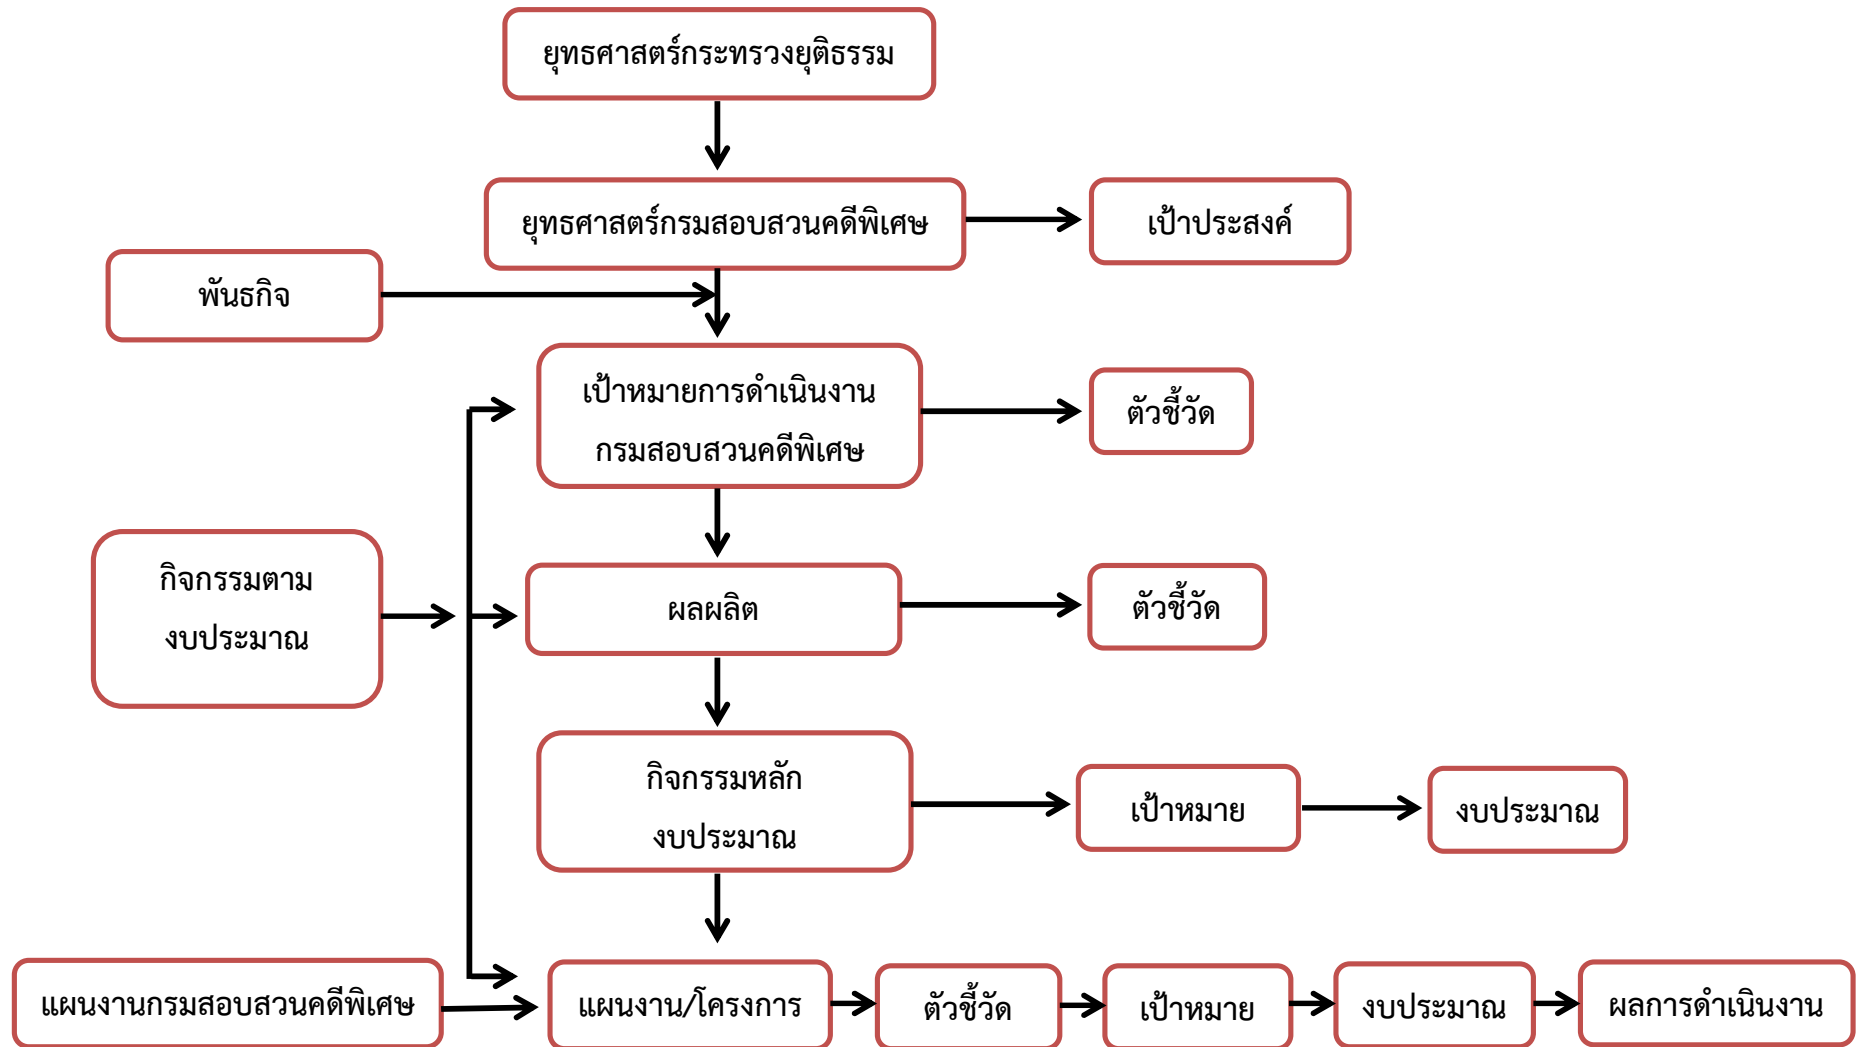 ยุทธศาสตร์กระทรวงยุติธรรม
ยุทธศาสตร์กรมสอบสวนคดีพิเศษ
เป้าประสงค์
พันธกิจ
เป้าหมายการดำเนินงาน
กรมสอบสวนคดีพิเศษ
ตัวชี้วัด
กิจกรรมตาม
งบประมาณ
ผลผลิต
ตัวชี้วัด
กิจกรรมหลัก
งบประมาณ
เป้าหมาย
งบประมาณ
แผนงานกรมสอบสวนคดีพิเศษ
แผนงาน/โครงการ
ตัวชี้วัด
เป้าหมาย
งบประมาณ
ผลการดำเนินงาน